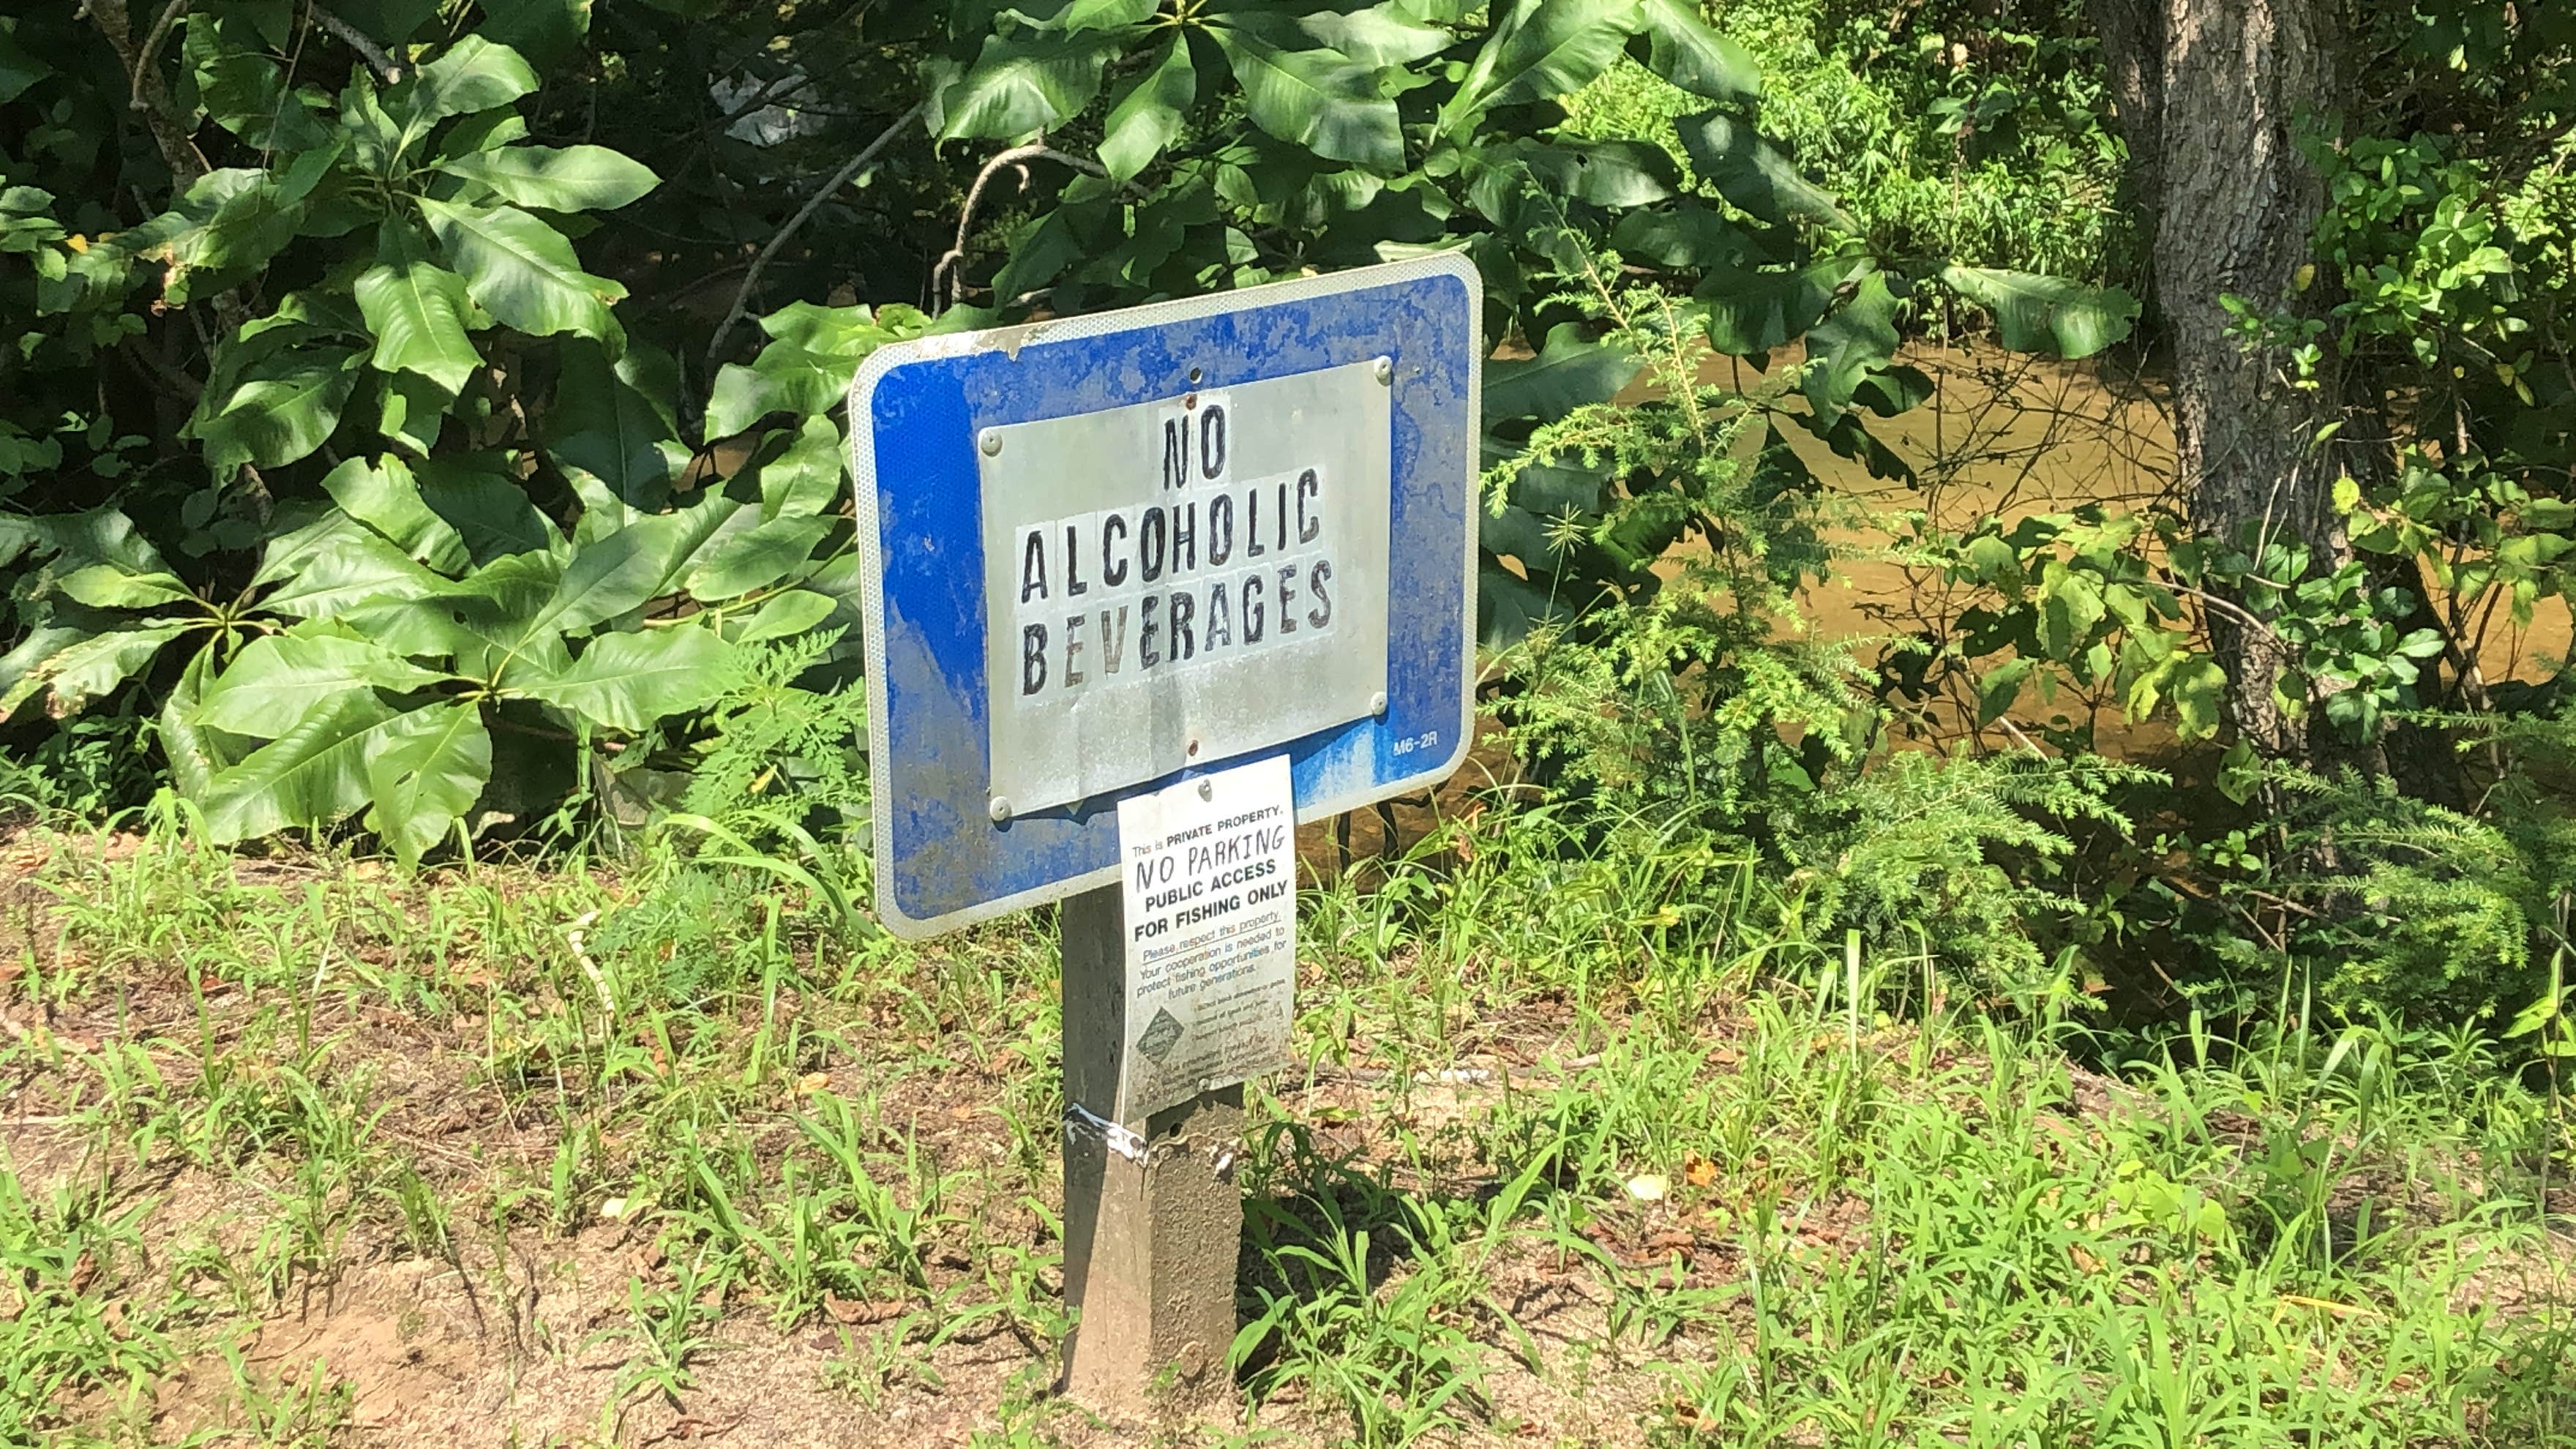 NO
ALCOHOLIC
BEVERAGES
M6-2R
This is PRIVATE PROPERTY.
NO PARKING
PUBLIC ACCESS
FOR FISHING ONLY
Please respect this property.
Your cooperation is needed to
protect fishing opportunities for
future generations.